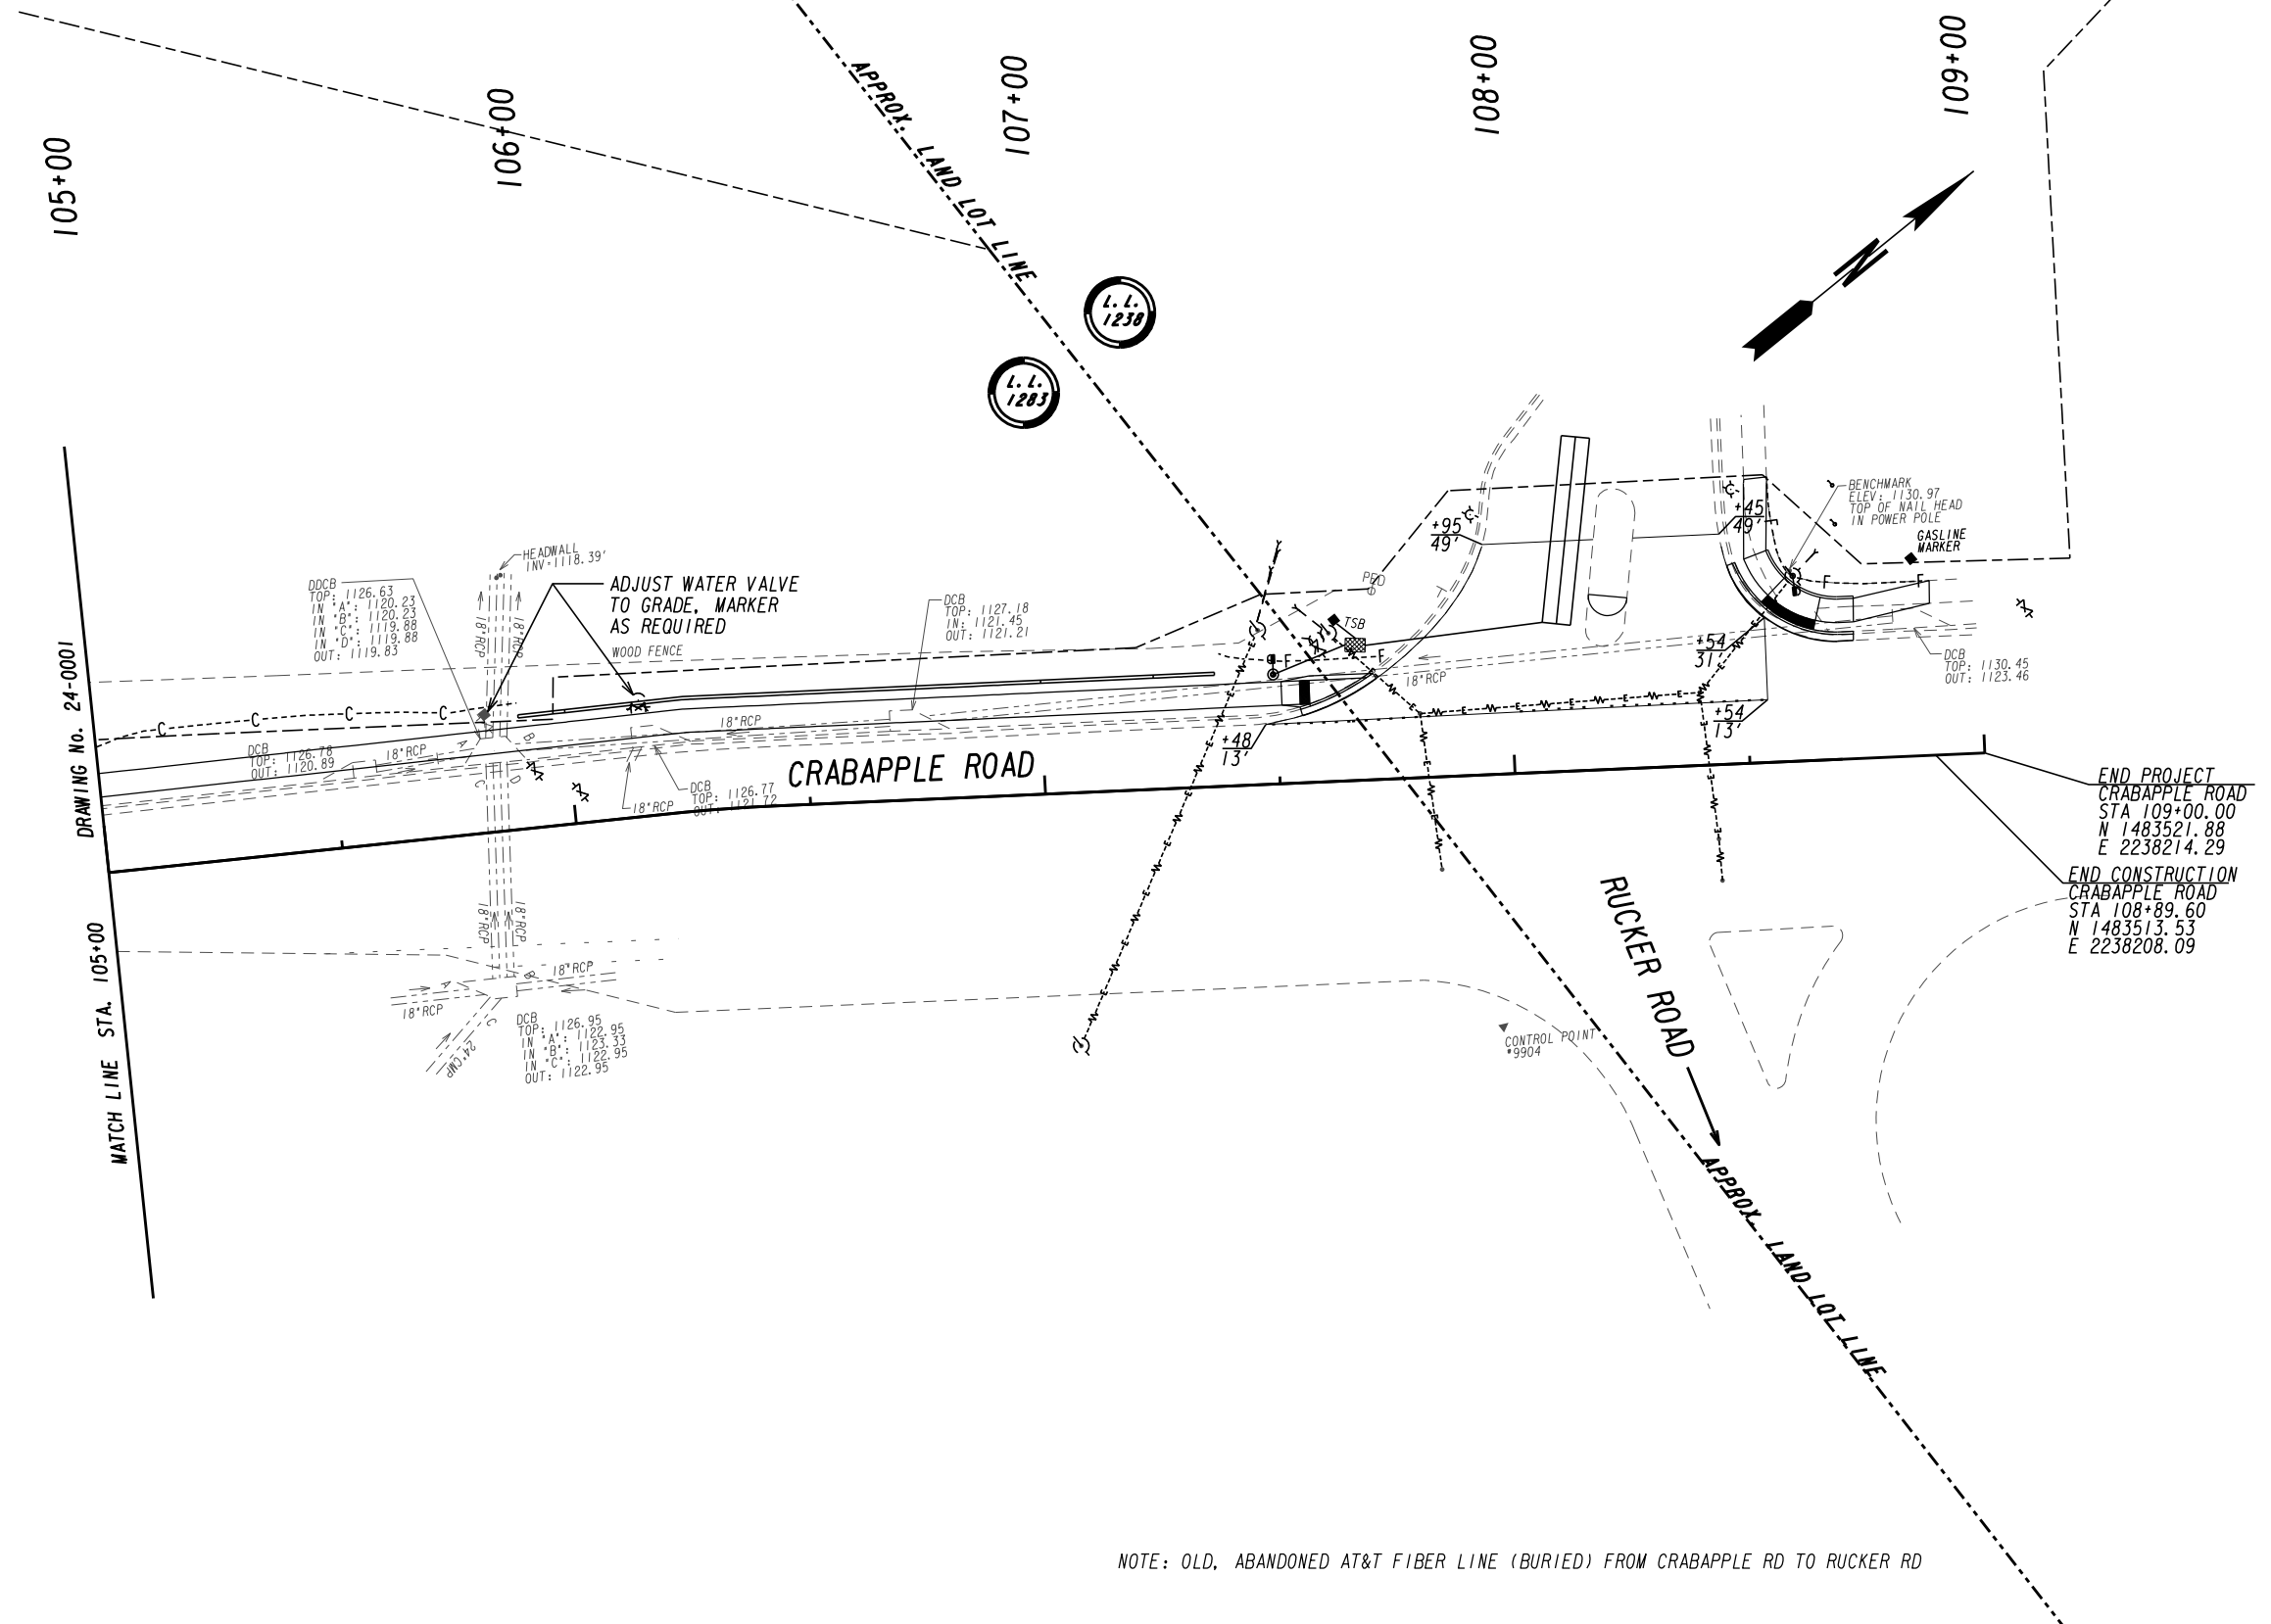 105+00
106+00
107+00
108+00
109+00
APPROX. LAND LOT LINE
L. L.
1238
L. L.
1283
N
BENCHMARK
ELEV: 1130.97
TOP OF NAIL HEAD
IN POWER POLE
GASLINE
MARKER
+95
49'
+45
49'
HEADWALL
INV=1118.39'
DDCB
TOP: 1126.63
IN "A": 1120.23
IN "B": 1120.23
IN "C": 1119.88
IN "D": 1119.88
OUT: 1119.83
ADJUST WATER VALVE
TO GRADE, MARKER
AS REQUIRED
WOOD FENCE
18"RCP
18"RCP
DCB
TOP: 1127.18
IN: 1121.45
OUT: 1121.21
PED
TSB
F
F
F
F
18"RCP
+54
31'
DCB
TOP: 1130.45
OUT: 1123.46
+54
13'
+48
13'
C
C
C
C
DCB
TOP: 1126.78
OUT: 1120.89
18"RCP
A
B
C
D
18"RCP
18"RCP
DCB
TOP: 1126.77
OUT: 1121.72
CRABAPPLE ROAD
DRAWING No. 24-0001
MATCH LINE STA. 105+00
END PROJECT
CRABAPPLE ROAD
STA 109+00.00
N 1483521.88
E 2238214.29
END CONSTRUCTION
CRABAPPLE ROAD
STA 108+89.60
N 1483513.53
E 2238208.09
18"RCP
18"RCP
A
B
18"RCP
18"RCP
C
24"CMP
DCB
TOP: 1126.95
IN "A": 1122.95
IN "B": 1123.33
IN "C": 1122.95
OUT: 1122.95
RUCKER ROAD
CONTROL POINT
#9904
APPROX. LAND LOT LINE
NOTE: OLD, ABANDONED AT&T FIBER LINE (BURIED) FROM CRABAPPLE RD TO RUCKER RD